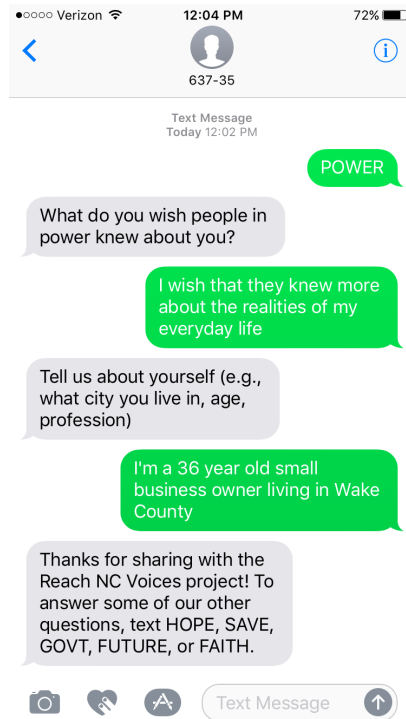 Verizon 12:04 PM 72%
637-35
Text Message
Today 12:02 PM
POWER
What do you wish people in
power knew about you?
I wish that they knew more
about the realities of my
everyday life
Tell us about yourself (e.g.,
what city you live in, age,
profession)
I'm a 36 year old small
business owner living in Wake
County
Thanks for sharing with the
Reach NC Voices project! To
answer some of our other
questions, text HOPE, SAVE,
GOVT, FUTURE, or FAITH.
Text Message